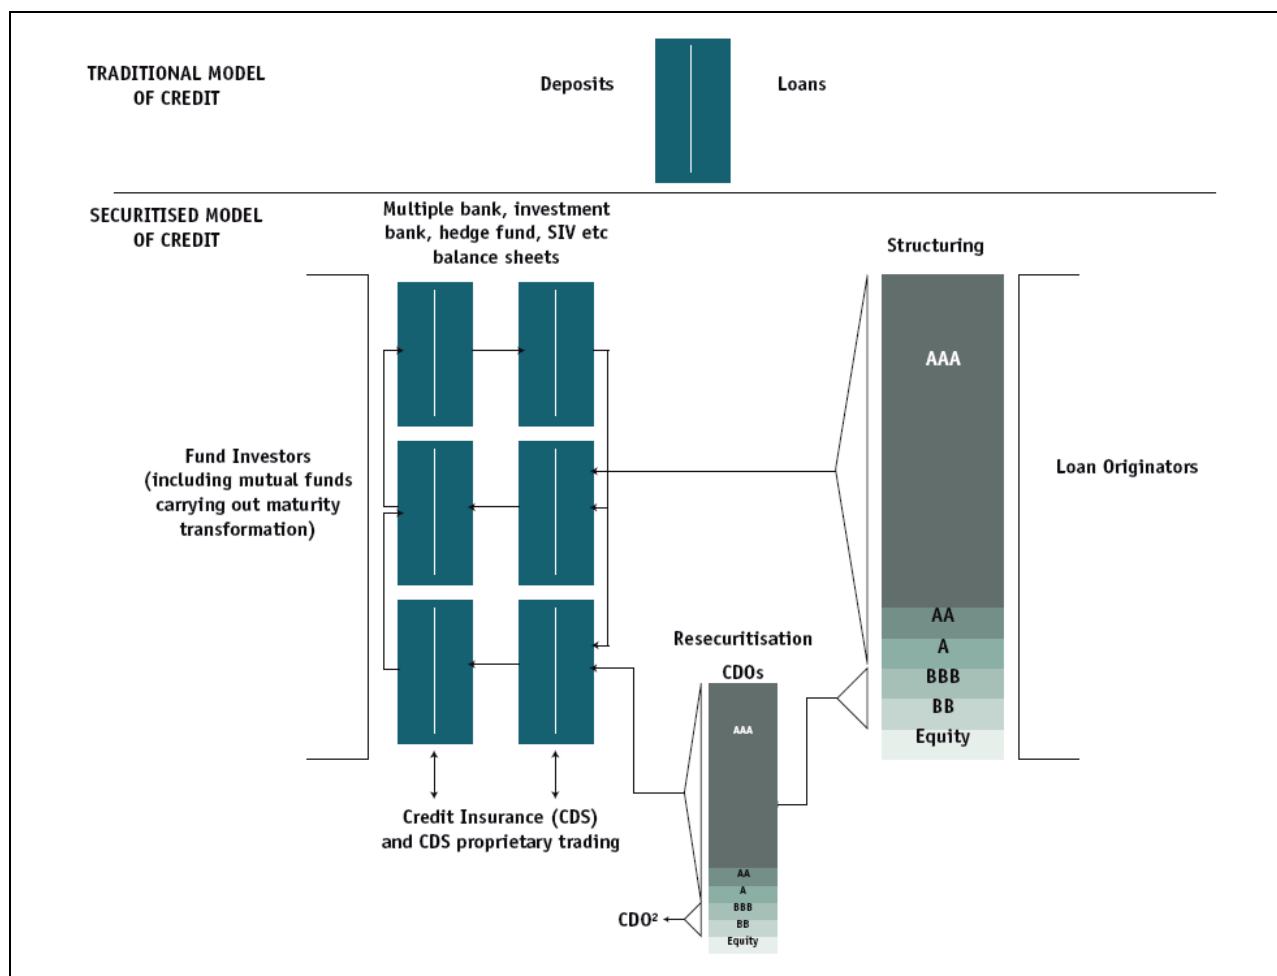 TRADITIONAL MODEL
OF CREDIT
Deposits
Loans
SECURITISED MODEL
OF CREDIT
Multiple bank, investment
bank, hedge fund, SIV etc
balance sheets
Structuring
AAA
Fund Investors
(including mutual funds
carrying out maturity
transformation)
Loan Originators
AA
A
BBB
BB
Equity
Resecuritisation
CDOs
AAA
AA
A
BBB
BB
Equity
CDO²
Credit Insurance (CDS)
and CDS proprietary trading